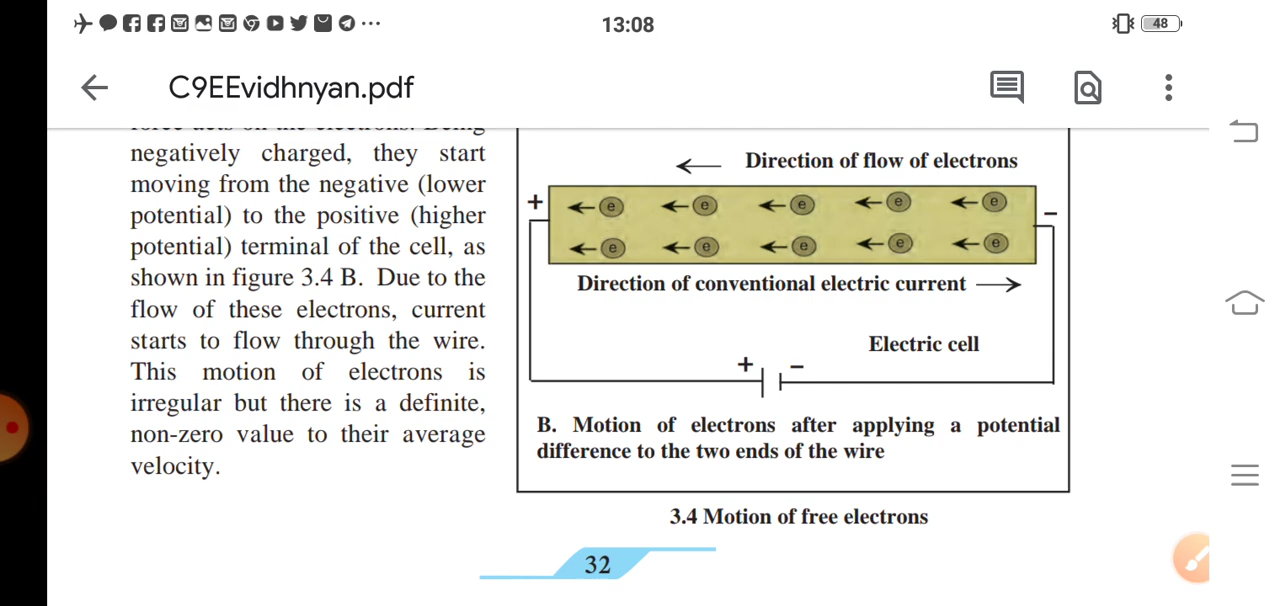 13:08
48
C9EEvidhnyan.pdf
negatively charged, they start
moving from the negative (lower
potential) to the positive (higher
potential) terminal of the cell, as
shown in figure 3.4 B. Due to the
flow of these electrons, current
starts to flow through the wire.
This motion of electrons is
irregular but there is a definite,
non-zero value to their average
velocity.
← Direction of flow of electrons
+ e e e e e −
e e e e e
Direction of conventional electric current →
Electric cell
+ −
B. Motion of electrons after applying a potential
difference to the two ends of the wire
3.4 Motion of free electrons
32